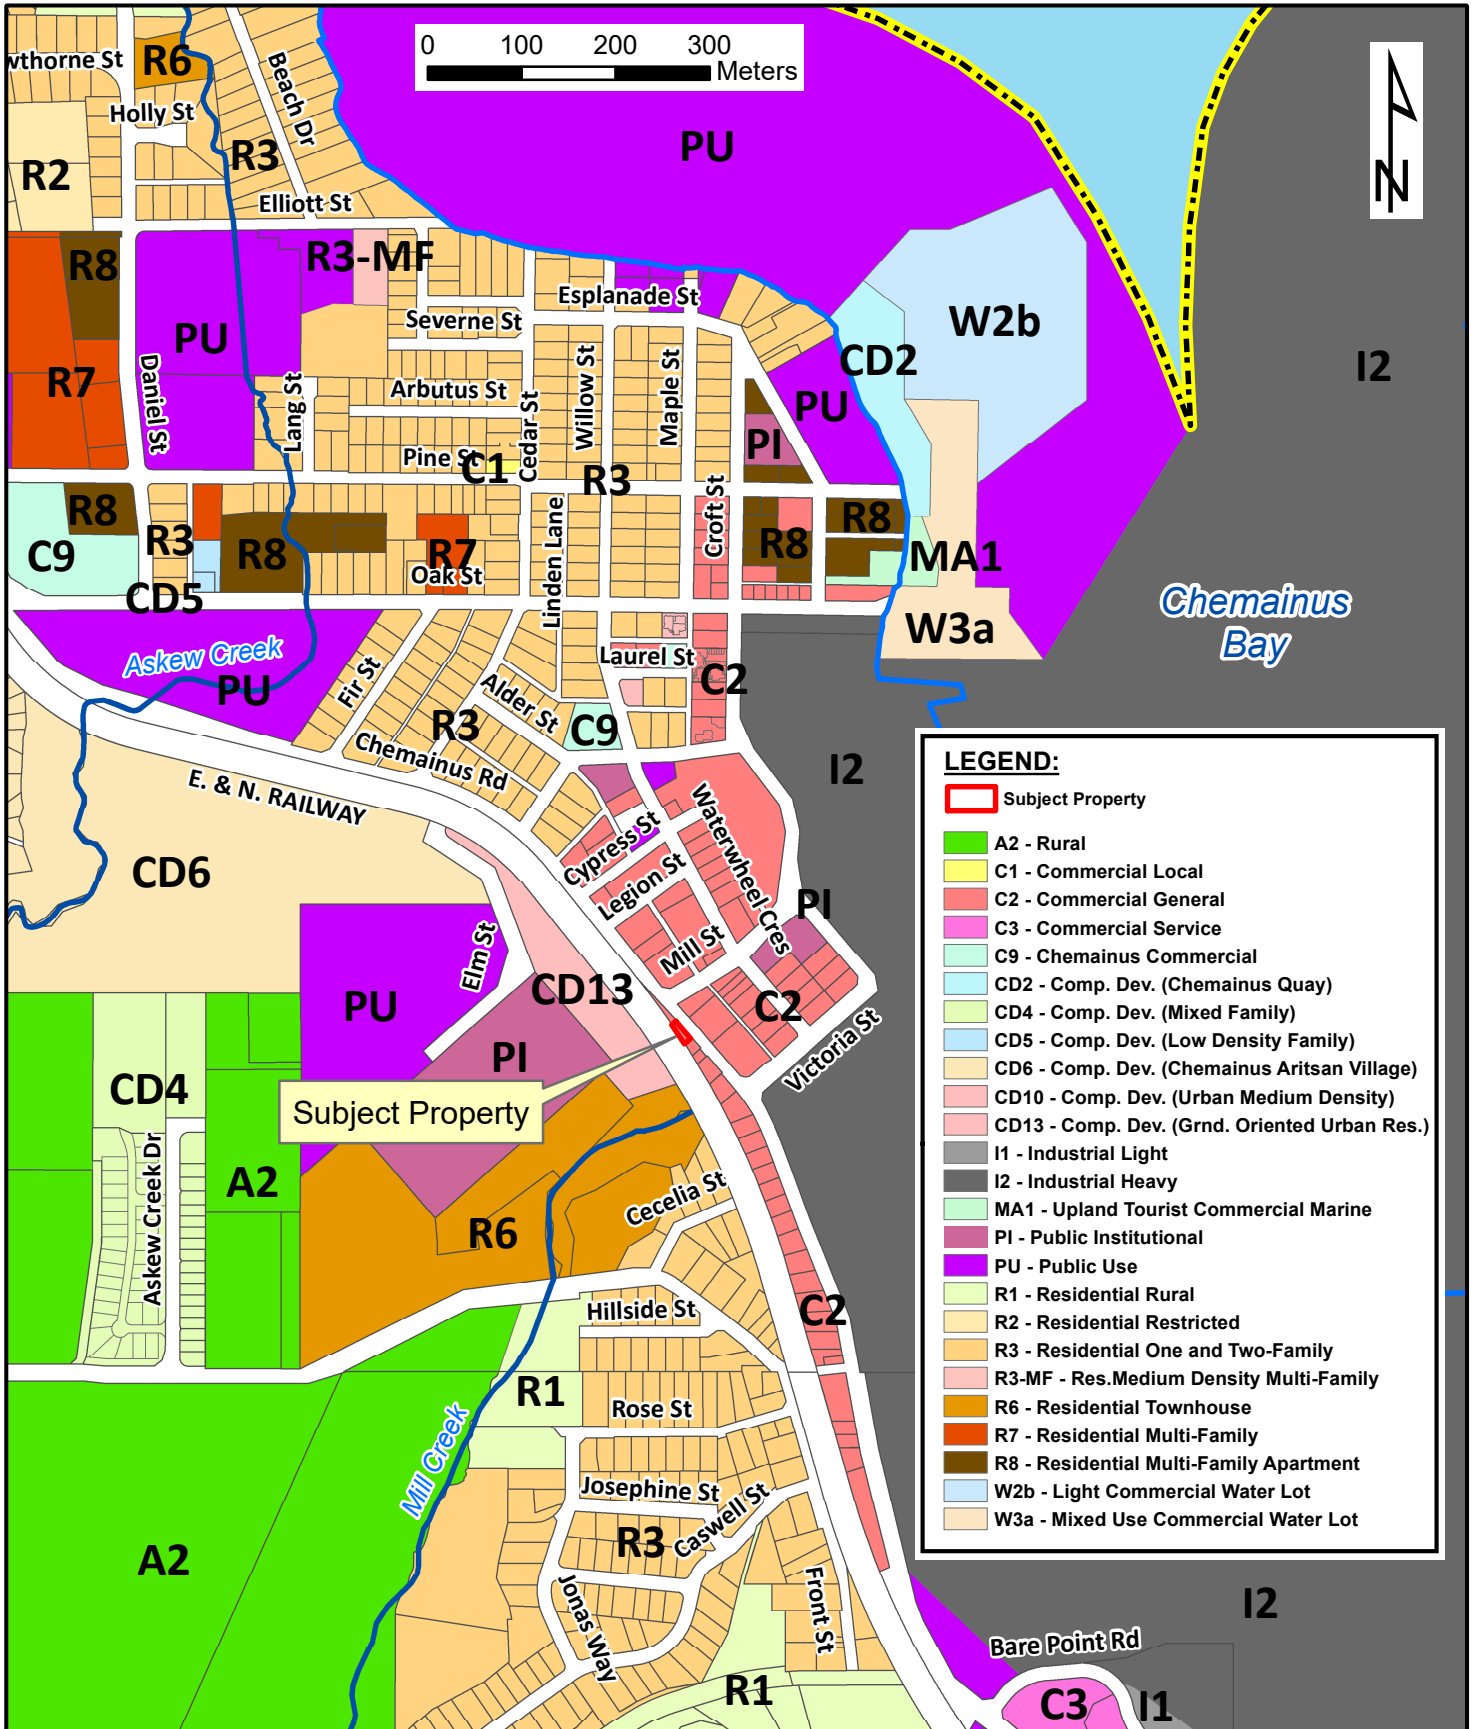 0 100 200 300
Meters
N
wthorne St
R6
Beach Dr
Holly St
R3
R2
Elliott St
PU
R8
R3-MF
PU
R7
Daniel St
Lang St
Esplanade St
Severne St
Arbutus St
Cedar St
Willow St
Maple St
Pine St
C1
R3
CD2
W2b
PU
PI
I2
R8
C9
R3
R8
R7
Oak St
Linden Lane
Croft St
R8
R8
MA1
CD5
W3a
Chemainus
Bay
Askew Creek
PU
Fir St
Alder St
R3
Chemainus Rd
Laurel St
C2
C9
I2
E. & N. RAILWAY
CD6
Cypress St
Legion St
Waterwheel Cres
Mill St
PI
Elm St
CD13
PU
PI
C2
Victoria St
Subject Property
CD4
A2
Askew Creek Dr
R6
Cecelia St
Hillside St
C2
R1
Rose St
Mill Creek
Josephine St
R3
Caswell St
A2
Jonas Way
Front St
R1
I2
Bare Point Rd
C3
I1
LEGEND:
Subject Property
A2 - Rural
C1 - Commercial Local
C2 - Commercial General
C3 - Commercial Service
C9 - Chemainus Commercial
CD2 - Comp. Dev. (Chemainus Quay)
CD4 - Comp. Dev. (Mixed Family)
CD5 - Comp. Dev. (Low Density Family)
CD6 - Comp. Dev. (Chemainus Aritsan Village)
CD10 - Comp. Dev. (Urban Medium Density)
CD13 - Comp. Dev. (Grnd. Oriented Urban Res.)
I1 - Industrial Light
I2 - Industrial Heavy
MA1 - Upland Tourist Commercial Marine
PI - Public Institutional
PU - Public Use
R1 - Residential Rural
R2 - Residential Restricted
R3 - Residential One and Two-Family
R3-MF - Res.Medium Density Multi-Family
R6 - Residential Townhouse
R7 - Residential Multi-Family
R8 - Residential Multi-Family Apartment
W2b - Light Commercial Water Lot
W3a - Mixed Use Commercial Water Lot